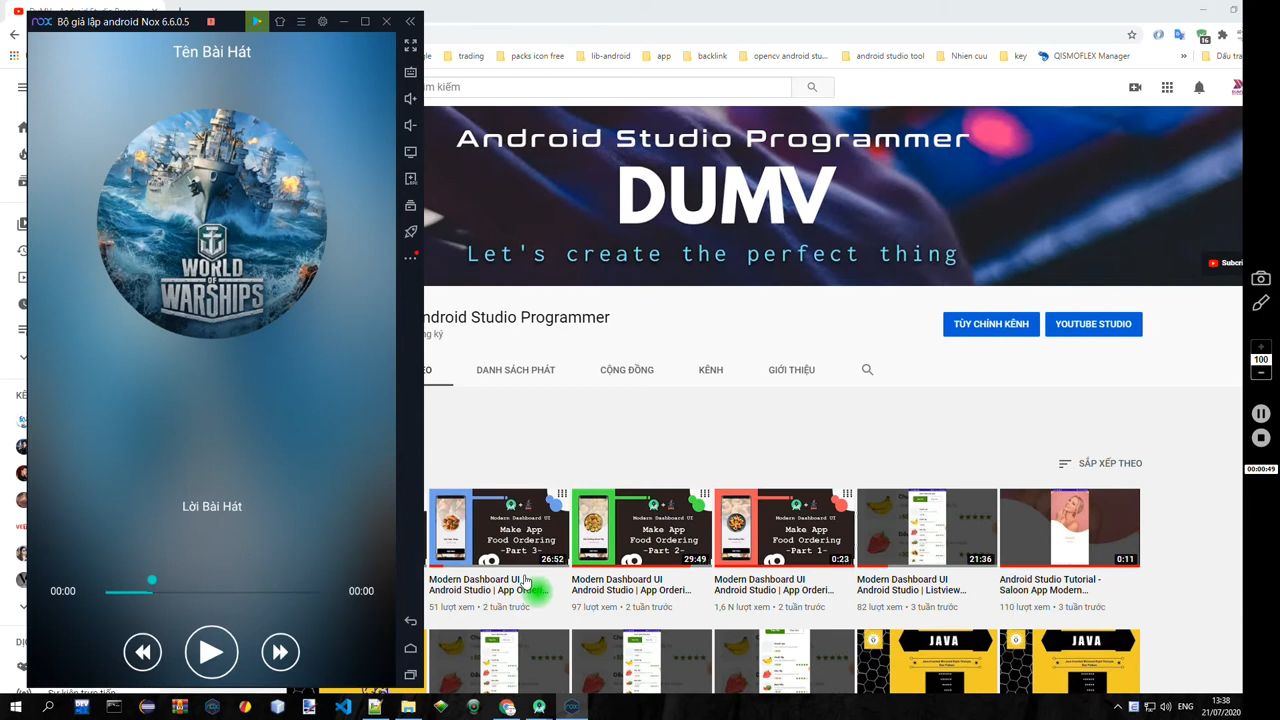 nox Bộ giả lập android Nox 6.6.0.5
Tên Bài Hát
WORLD
OF
WARSHIPS
Lời Bài Hát
00:00
00:00
trading
packs icon free
lib-android
app
backlink
opencv android stu...
android studio tool
Nhien cuu
key
QISMOFLEX Manager
»
16
Android Studio Programmer
DUMV
Let's create the perfect thing
Subscri
ndroid Studio Programmer
ng ký
TÙY CHỈNH KÊNH
YOUTUBE STUDIO
DANH SÁCH PHÁT
CỘNG ĐỒNG
KÊNH
GIỚI THIỆU
SẮP XẾP THEO
Modern Dashboard UI
Make App
Food Ordering
-Part 1-
26:52
Modern Dashboard UI
Make App
Food Ordering
-Part 2-
29:49
Modern Dashboard UI
Make App
Food Ordering
-Part 3-
0:23
21:36
0:11
Modern Dashboard UI
Android Studio | App Orderi...
51 lượt xem • 2 tuần trước
Modern Dashboard UI
Android Studio | App Orderi...
97 lượt xem • 2 tuần trước
Modern Dashboard UI
Android Studio | App Orderi...
1,6 N lượt xem • 2 tuần trước
Modern Dashboard UI
Android Studio | Listview...
82 lượt xem • 3 tuần trước
Android Studio Tutorial -
Saloon App Modern...
110 lượt xem • 3 tuần trước
JAVA
JAVA
100
00:00:49
DEV
ENG
13:38
21/07/2020